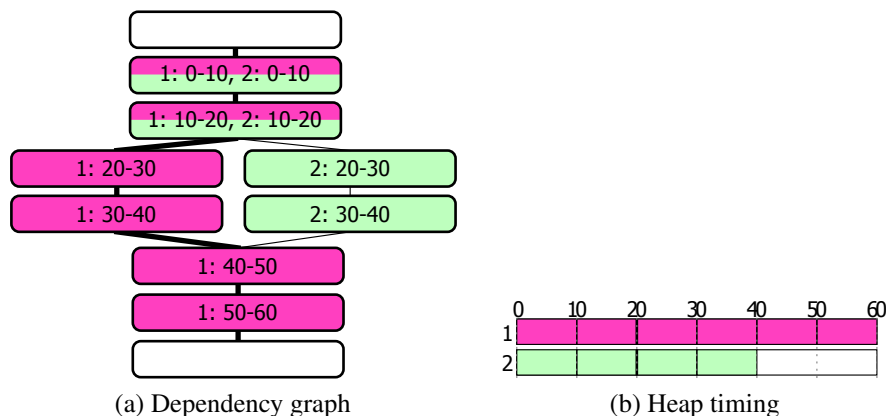 1: 0-10, 2: 0-10
1: 10-20, 2: 10-20
1: 20-30 2: 20-30
1: 30-40 2: 30-40
1: 40-50
1: 50-60
(a) Dependency graph
0 10 20 30 40 50 60
1
2
(b) Heap timing